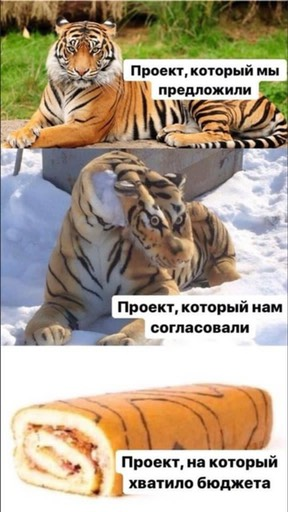 Проект, который мы
предложили
Проект, который нам
согласовали
Проект, на который
хватило бюджета